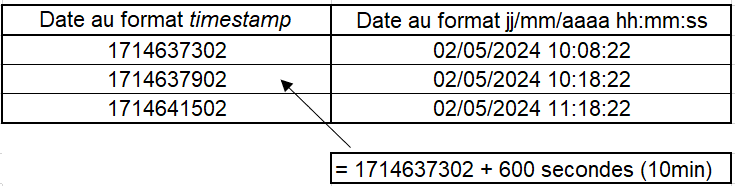 Date au format timestamp Date au format jj/mm/aaaa hh:mm:ss
1714637302 02/05/2024 10:08:22
1714637902 02/05/2024 10:18:22
1714641502 02/05/2024 11:18:22
= 1714637302 + 600 secondes (10min)